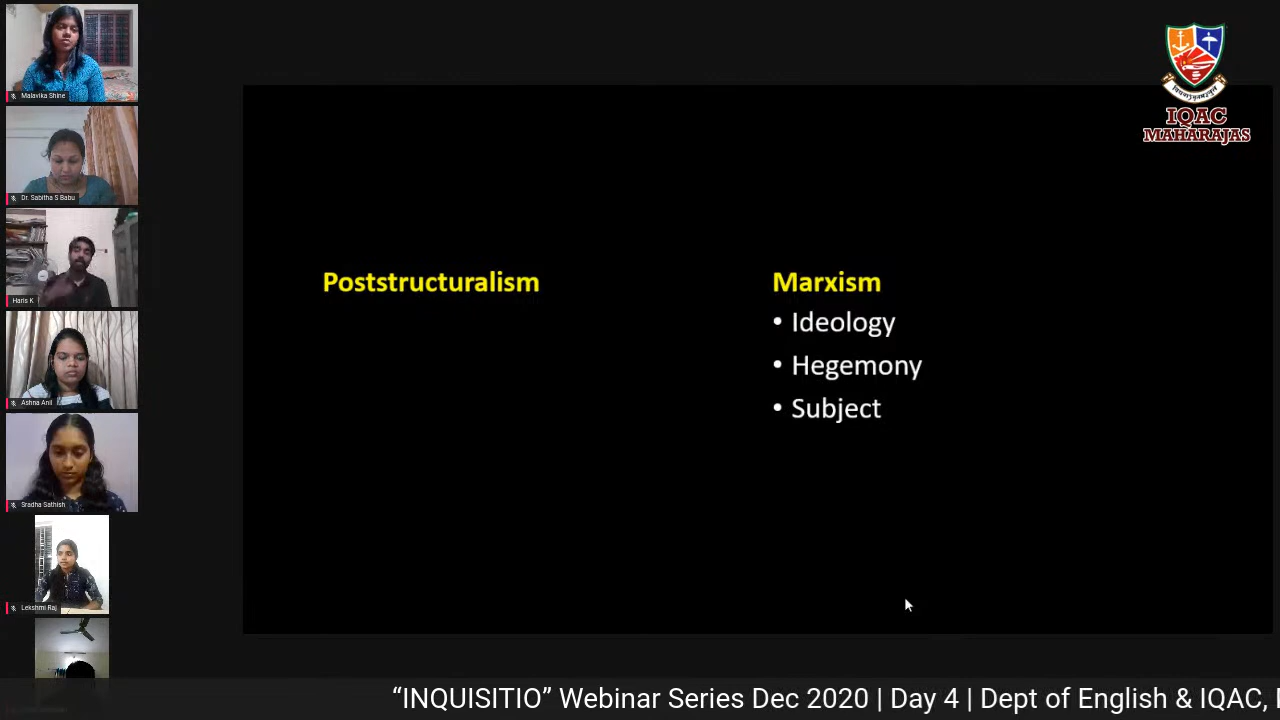 Malavika Shine
Dr. Sabitha S Babu
Haris K
Ashna Anil
Sradha Sathish
Lekshmi Raj
IQAC
MAHARAJAS
Poststructuralism
Marxism
• Ideology
• Hegemony
• Subject
“INQUISITIO” Webinar Series Dec 2020 | Day 4 | Dept of English & IQAC,